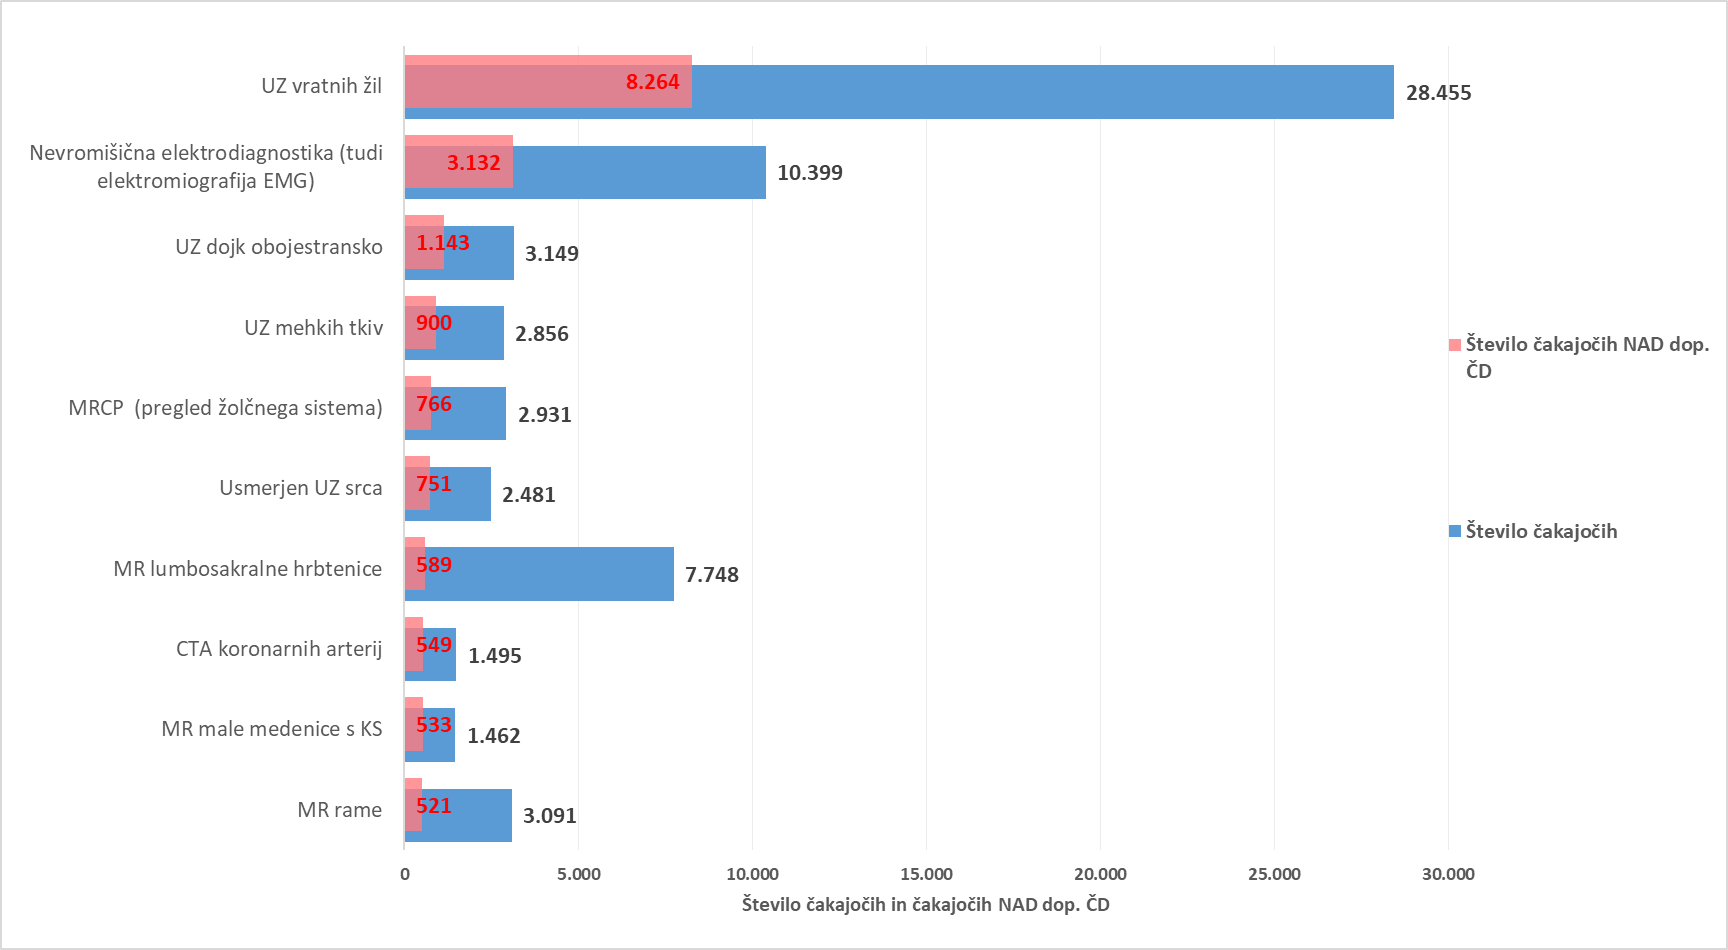 UZ vratnih žil
8.264
28.455
Nevromišična elektrodiagnostika (tudi
elektromiografija EMG)
3.132
10.399
UZ dojk obojestransko
1.143
3.149
UZ mehkih tkiv
900
2.856
MRCP  (pregled žolčnega sistema)
766
2.931
Usmerjen UZ srca
751
2.481
MR lumbosakralne hrbtenice
589
7.748
CTA koronarnih arterij
549
1.495
MR male medenice s KS
533
1.462
MR rame
521
3.091
0
5.000
10.000
15.000
20.000
25.000
30.000
Število čakajočih in čakajočih NAD dop. ČD
Število čakajočih NAD dop.
ČD
Število čakajočih